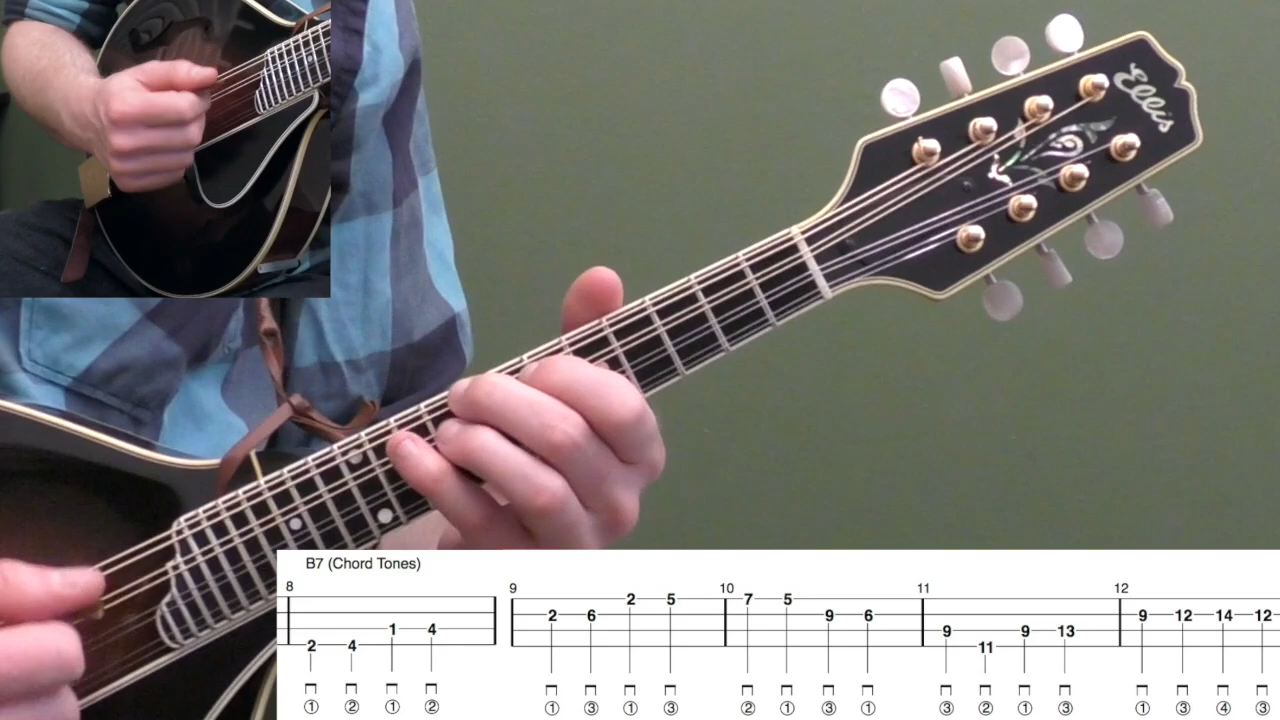 Ellis
B7 (Chord Tones)
8 9 10 11 12
2 5 7 5
2 6 9 6 9 12 14 12
1 4 9 9 13
2 4 11
① ② ① ② ① ③ ① ③ ② ① ③ ① ③ ② ① ③ ① ③ ④ ③